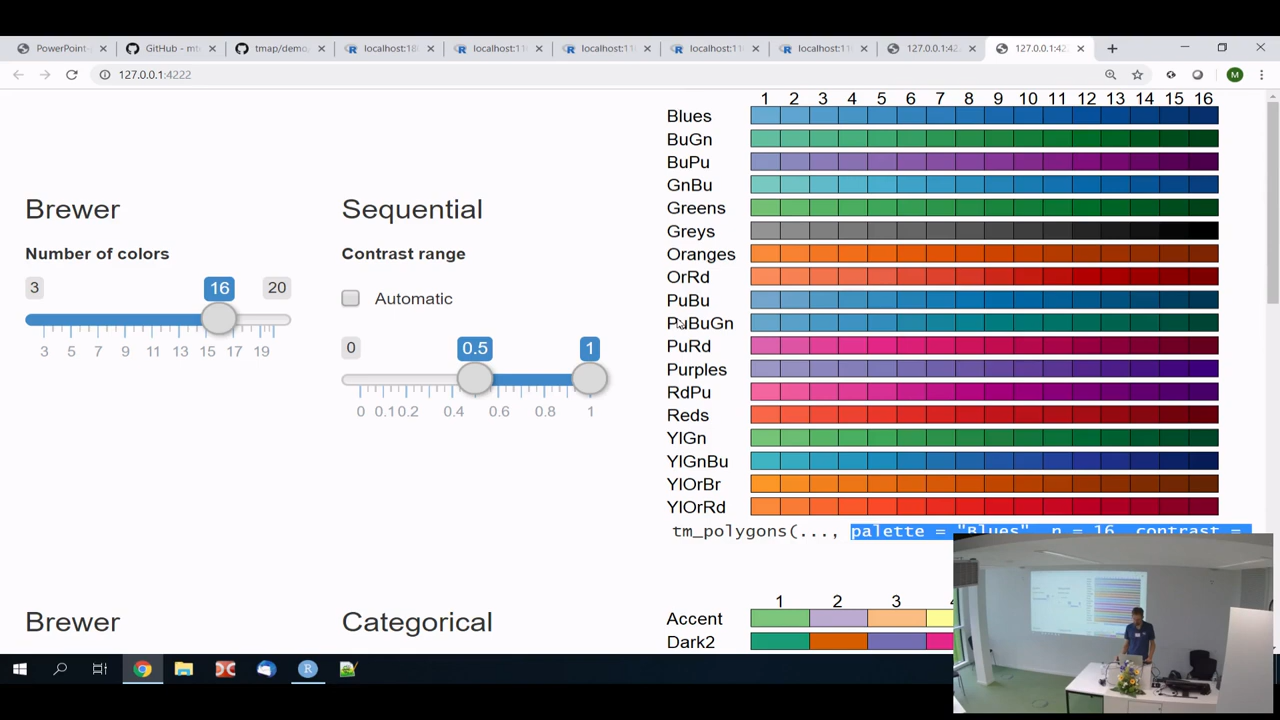 PowerPoint-
GitHub - mt
tmap/demo
localhost:18
localhost:11
localhost:11
localhost:11
localhost:11
127.0.0.1:42
127.0.0.1:42
127.0.0.1:4222
M
1 2 3 4 5 6 7 8 9 10 11 12 13 14 15 16
Blues
BuGn
BuPu
GnBu
Greens
Greys
Oranges
OrRd
PuBu
PuBuGn
PuRd
Purples
RdPu
Reds
YlGn
YlGnBu
YlOrBr
YlOrRd
Brewer
Number of colors
3 16 20
3 5 7 9 11 13 15 17 19
Sequential
Contrast range
Automatic
0 0.5 1
0 0.1 0.2 0.4 0.6 0.8 1
tm_polygons(..., palette = "Blues", n = 16, contrast =
Brewer
Categorical
1 2 3
Accent
Dark2